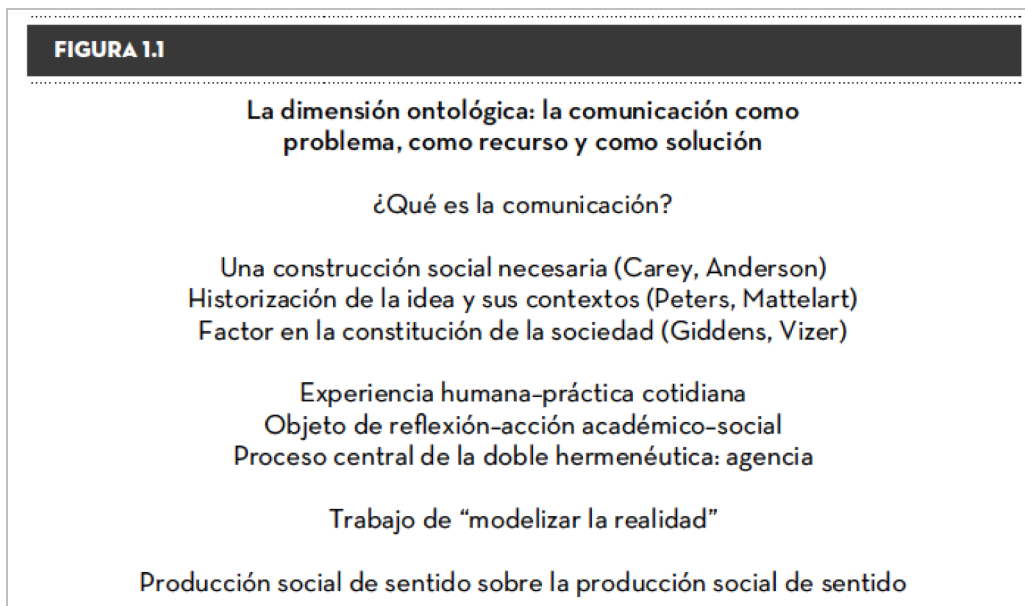 FIGURA 1.1
La dimensión ontológica: la comunicación como
problema, como recurso y como solución
¿Qué es la comunicación?
Una construcción social necesaria (Carey, Anderson)
Historización de la idea y sus contextos (Peters, Mattelart)
Factor en la constitución de la sociedad (Giddens, Vizer)
Experiencia humana–práctica cotidiana
Objeto de reflexión–acción académico–social
Proceso central de la doble hermenéutica: agencia
Trabajo de “modelizar la realidad”
Producción social de sentido sobre la producción social de sentido